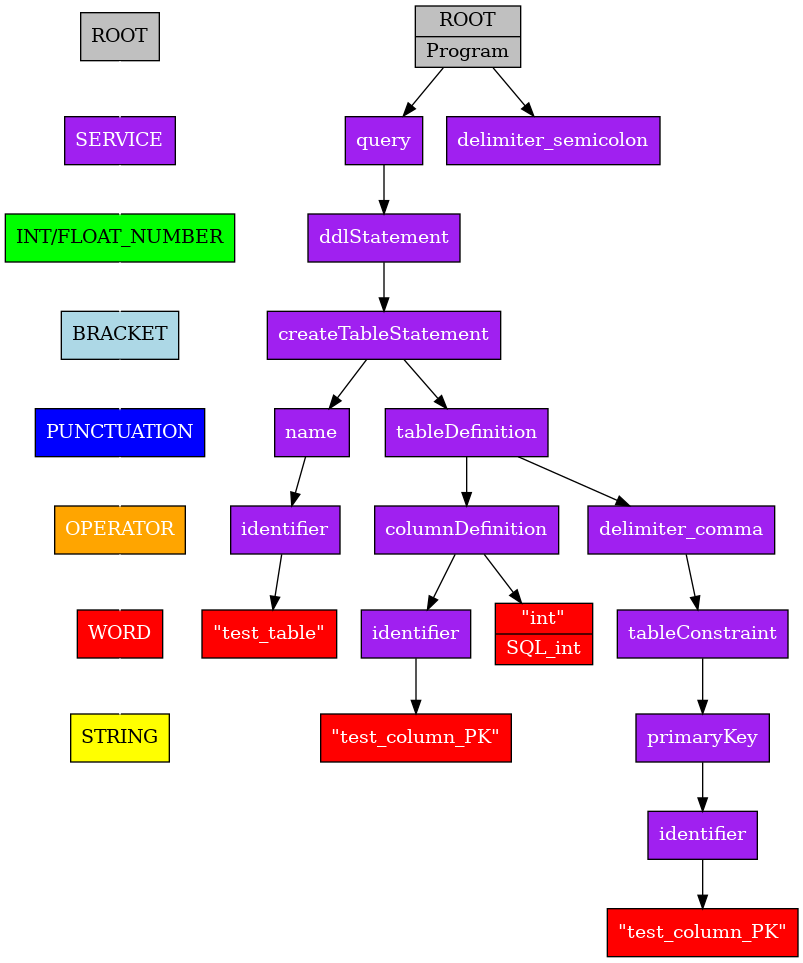 ROOT
ROOT
Program
SERVICE
query
delimiter_semicolon
INT/FLOAT_NUMBER
ddlStatement
BRACKET
createTableStatement
PUNCTUATION
name
tableDefinition
OPERATOR
identifier
columnDefinition
delimiter_comma
WORD
"test_table"
identifier
"int"
SQL_int
tableConstraint
STRING
"test_column_PK"
primaryKey
identifier
"test_column_PK"